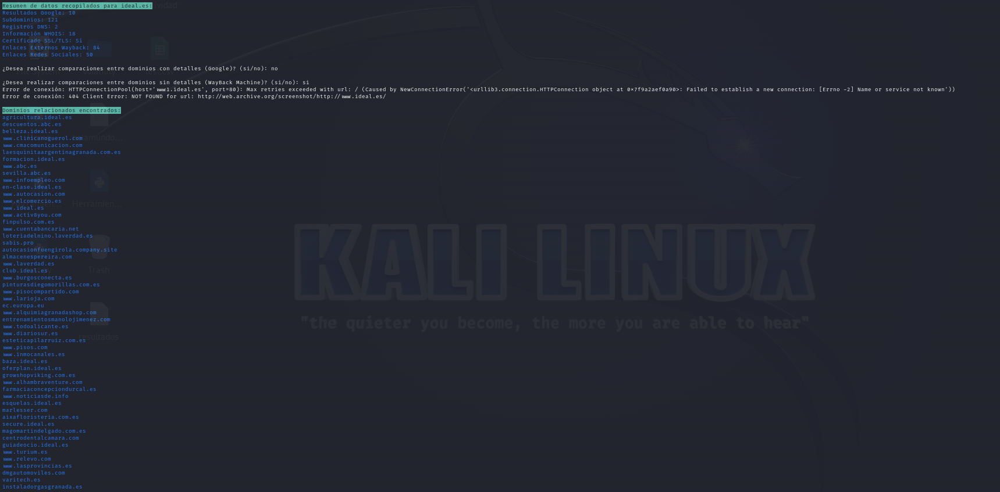 Resumen de datos recopilados para ideal.es:
Resultados Google: 10
Subdominios: 121
Registros DNS: 2
Información WHOIS: 18
Certificado SSL/TLS: Sí
Enlaces Externos Wayback: 84
Enlaces Redes Sociales: 50
¿Desea realizar comparaciones entre dominios con detalles (Google)? (si/no): no
¿Desea realizar comparaciones entre dominios sin detalles (WayBack Machine)? (si/no): si
Error de conexión: HTTPConnectionPool(host='www1.ideal.es', port=80): Max retries exceeded with url: / (Caused by NewConnectionError('<urllib3.connection.HTTPConnection object at 0x7f9a2aef0a90>: Failed to establish a new connection: [Errno -2] Name or service not known'))
Error de conexión: 404 Client Error: NOT FOUND for url: http://web.archive.org/screenshot/http://www.ideal.es/
Dominios relacionados encontrados:
agricultura.ideal.es
descuentos.abc.es
belleza.ideal.es
www.clinicanoguerol.com
www.cmacomunicacion.com
laesquinitaargentinagranada.com.es
formacion.ideal.es
www.abc.es
sevilla.abc.es
www.infoempleo.com
en-clase.ideal.es
www.autocasion.com
www.elcomercio.es
www.ideal.es
www.activ8you.com
finpulso.com.es
www.cuentabancaria.net
loteriadelnino.laverdad.es
sabis.pro
autocasionfuengirola.company.site
almacenespereira.com
www.laverdad.es
club.ideal.es
www.burgosconecta.es
pinturasdiegomorillas.com.es
www.pisocompartido.com
www.larioja.com
ec.europa.eu
www.alquimiagranadashop.com
entrenamientosmanolojimenez.com
www.todoalicante.es
www.diariosur.es
esteticapilarruiz.com.es
www.pisos.com
www.inmocanales.es
baza.ideal.es
oferplan.ideal.es
growshopviking.com.es
www.alhambraventure.com
farmaciaconcepciondurcal.es
www.noticiasde.info
esquelas.ideal.es
marlesser.com
aixafloristeria.com.es
secure.ideal.es
magomartindelgado.com.es
centrodentalcamara.com
guiadeocio.ideal.es
www.turium.es
www.relevo.com
www.lasprovincias.es
dmgautomoviles.com
varitech.es
instaladorgasgranada.es
Herramien...
Trash
resultados
KALI LINUX
"the quieter you become, the more you are able to hear"